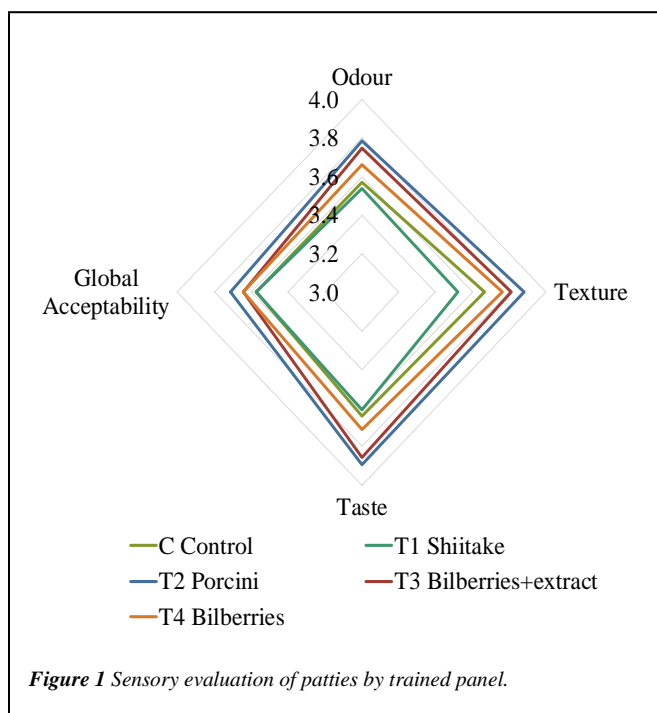 Odour
4.0
3.8
3.6
3.4
3.2
3.0
Global
Acceptability
Texture
Taste
C Control
T1 Shiitake
T2 Porcini
T3 Bilberries+extract
T4 Bilberries
Figure 1 Sensory evaluation of patties by trained panel.